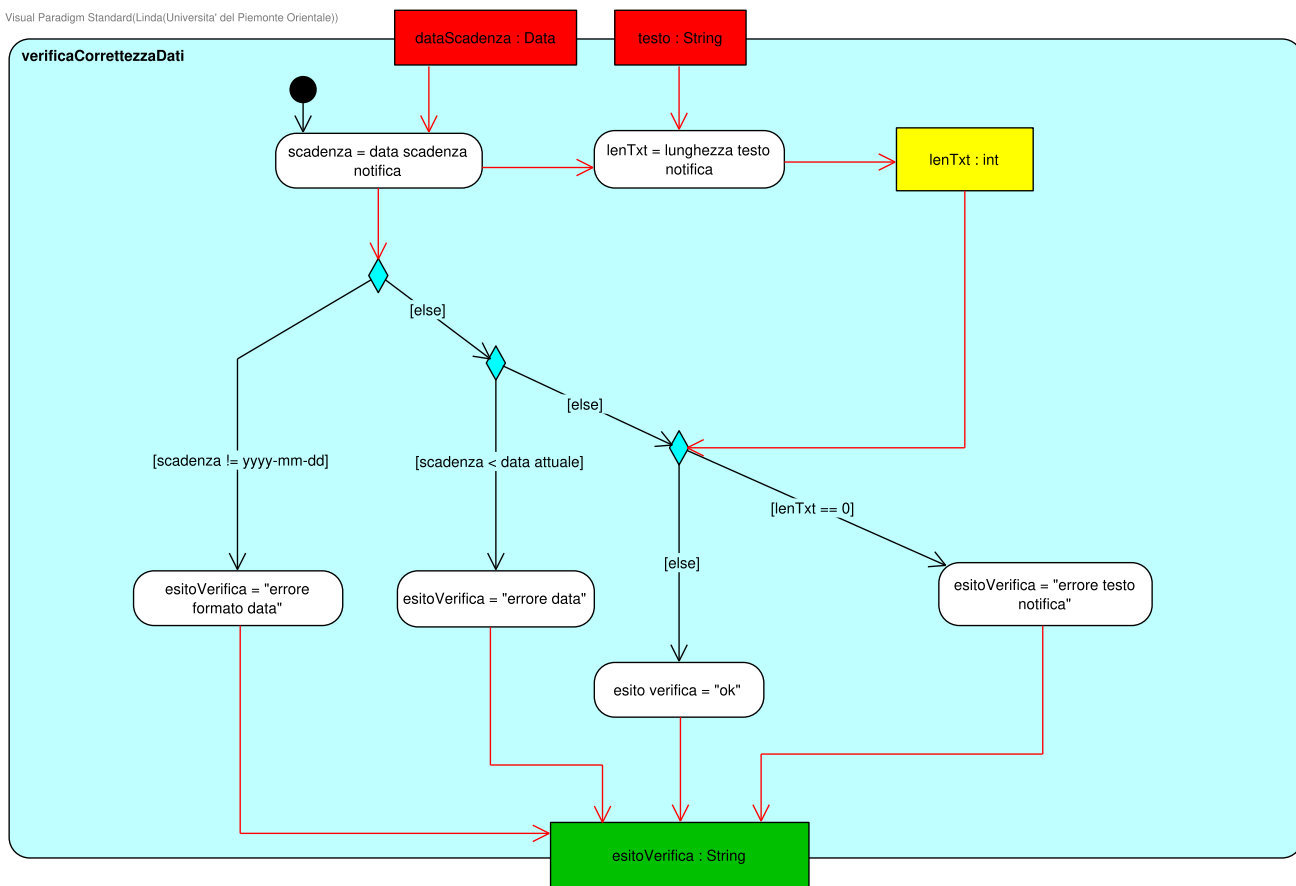 Visual Paradigm Standard(Linda(Universita' del Piemonte Orientale))
dataScadenza : Data
testo : String
verificaCorrettezzaDati
scadenza = data scadenza
notifica
lenTxt = lunghezza testo
notifica
lenTxt : int
[else]
[else]
[scadenza != yyyy-mm-dd]
[scadenza < data attuale]
[lenTxt == 0]
[else]
esitoVerifica = "errore
formato data"
esitoVerifica = "errore data"
esitoVerifica = "errore testo
notifica"
esito verifica = "ok"
esitoVerifica : String